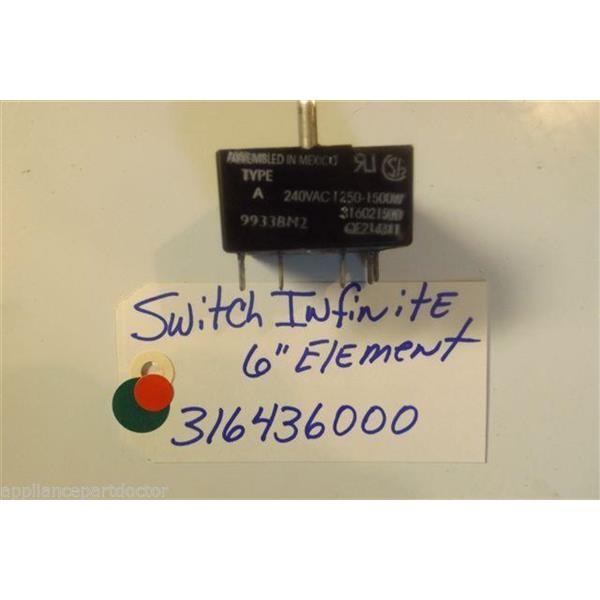 ASSEMBLED IN MEXICO
TYPE
A 240VAC 1250-1500W
316021500
9933BM2
Switch InfinitE
6" ElEmEnt
316436000
appliancepartdoctor